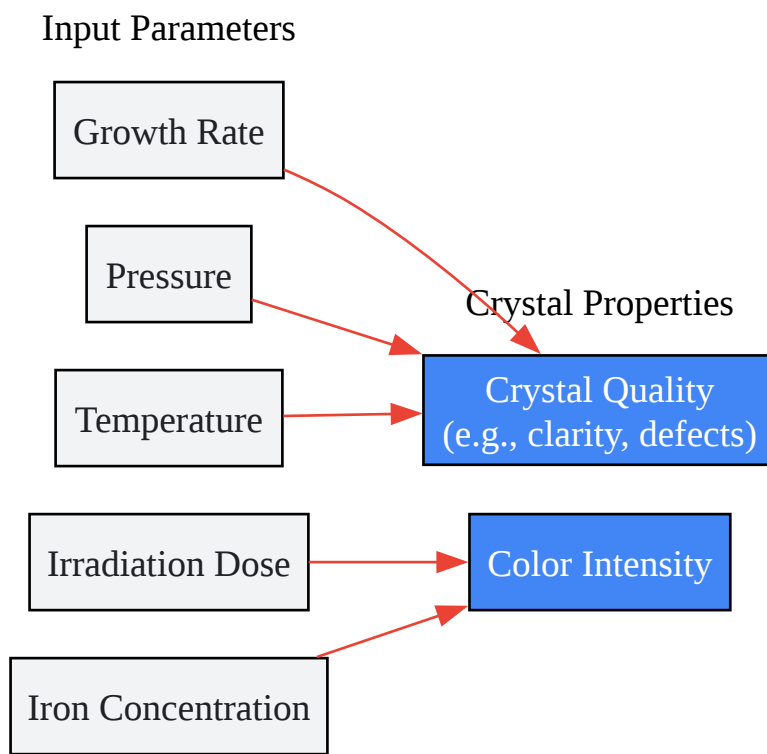 Input Parameters
Growth Rate
Pressure
Crystal Properties
Crystal Quality
(e.g., clarity, defects)
Temperature
Irradiation Dose
Color Intensity
Iron Concentration